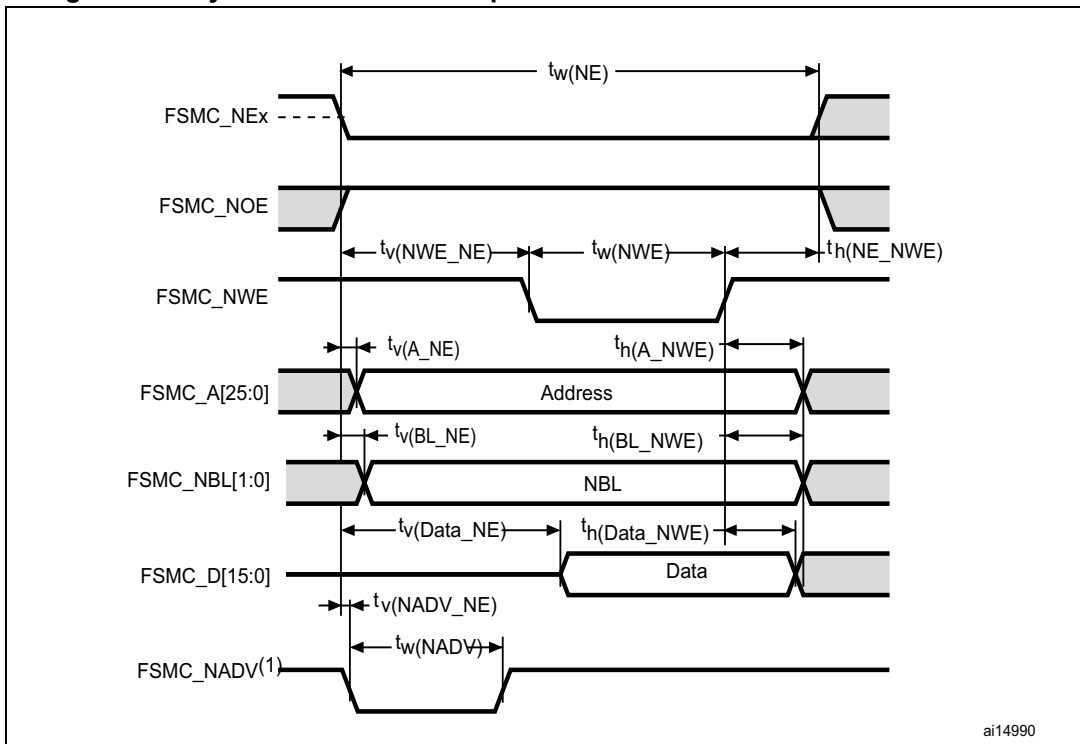 tw(NE)
FSMC_NEx
FSMC_NOE
tv(NWE_NE)
tw(NWE)
th(NE_NWE)
FSMC_NWE
tv(A_NE)
th(A_NWE)
FSMC_A[25:0]
Address
tv(BL_NE)
th(BL_NWE)
FSMC_NBL[1:0]
NBL
tv(Data_NE)
th(Data_NWE)
FSMC_D[15:0]
Data
tv(NADV_NE)
tw(NADV)
FSMC_NADV(1)
ai14990